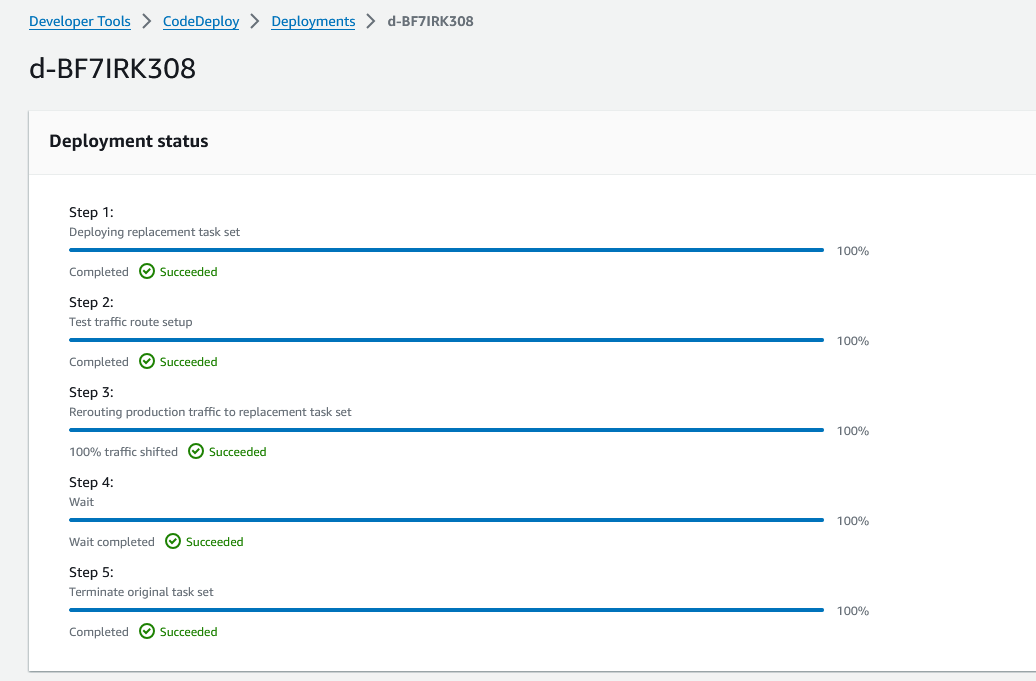 Developer Tools > CodeDeploy > Deployments > d-BF7IRK308
d-BF7IRK308
Deployment status
Step 1:
Deploying replacement task set
100%
Completed Succeeded
Step 2:
Test traffic route setup
100%
Completed Succeeded
Step 3:
Rerouting production traffic to replacement task set
100%
100% traffic shifted Succeeded
Step 4:
Wait
100%
Wait completed Succeeded
Step 5:
Terminate original task set
100%
Completed Succeeded